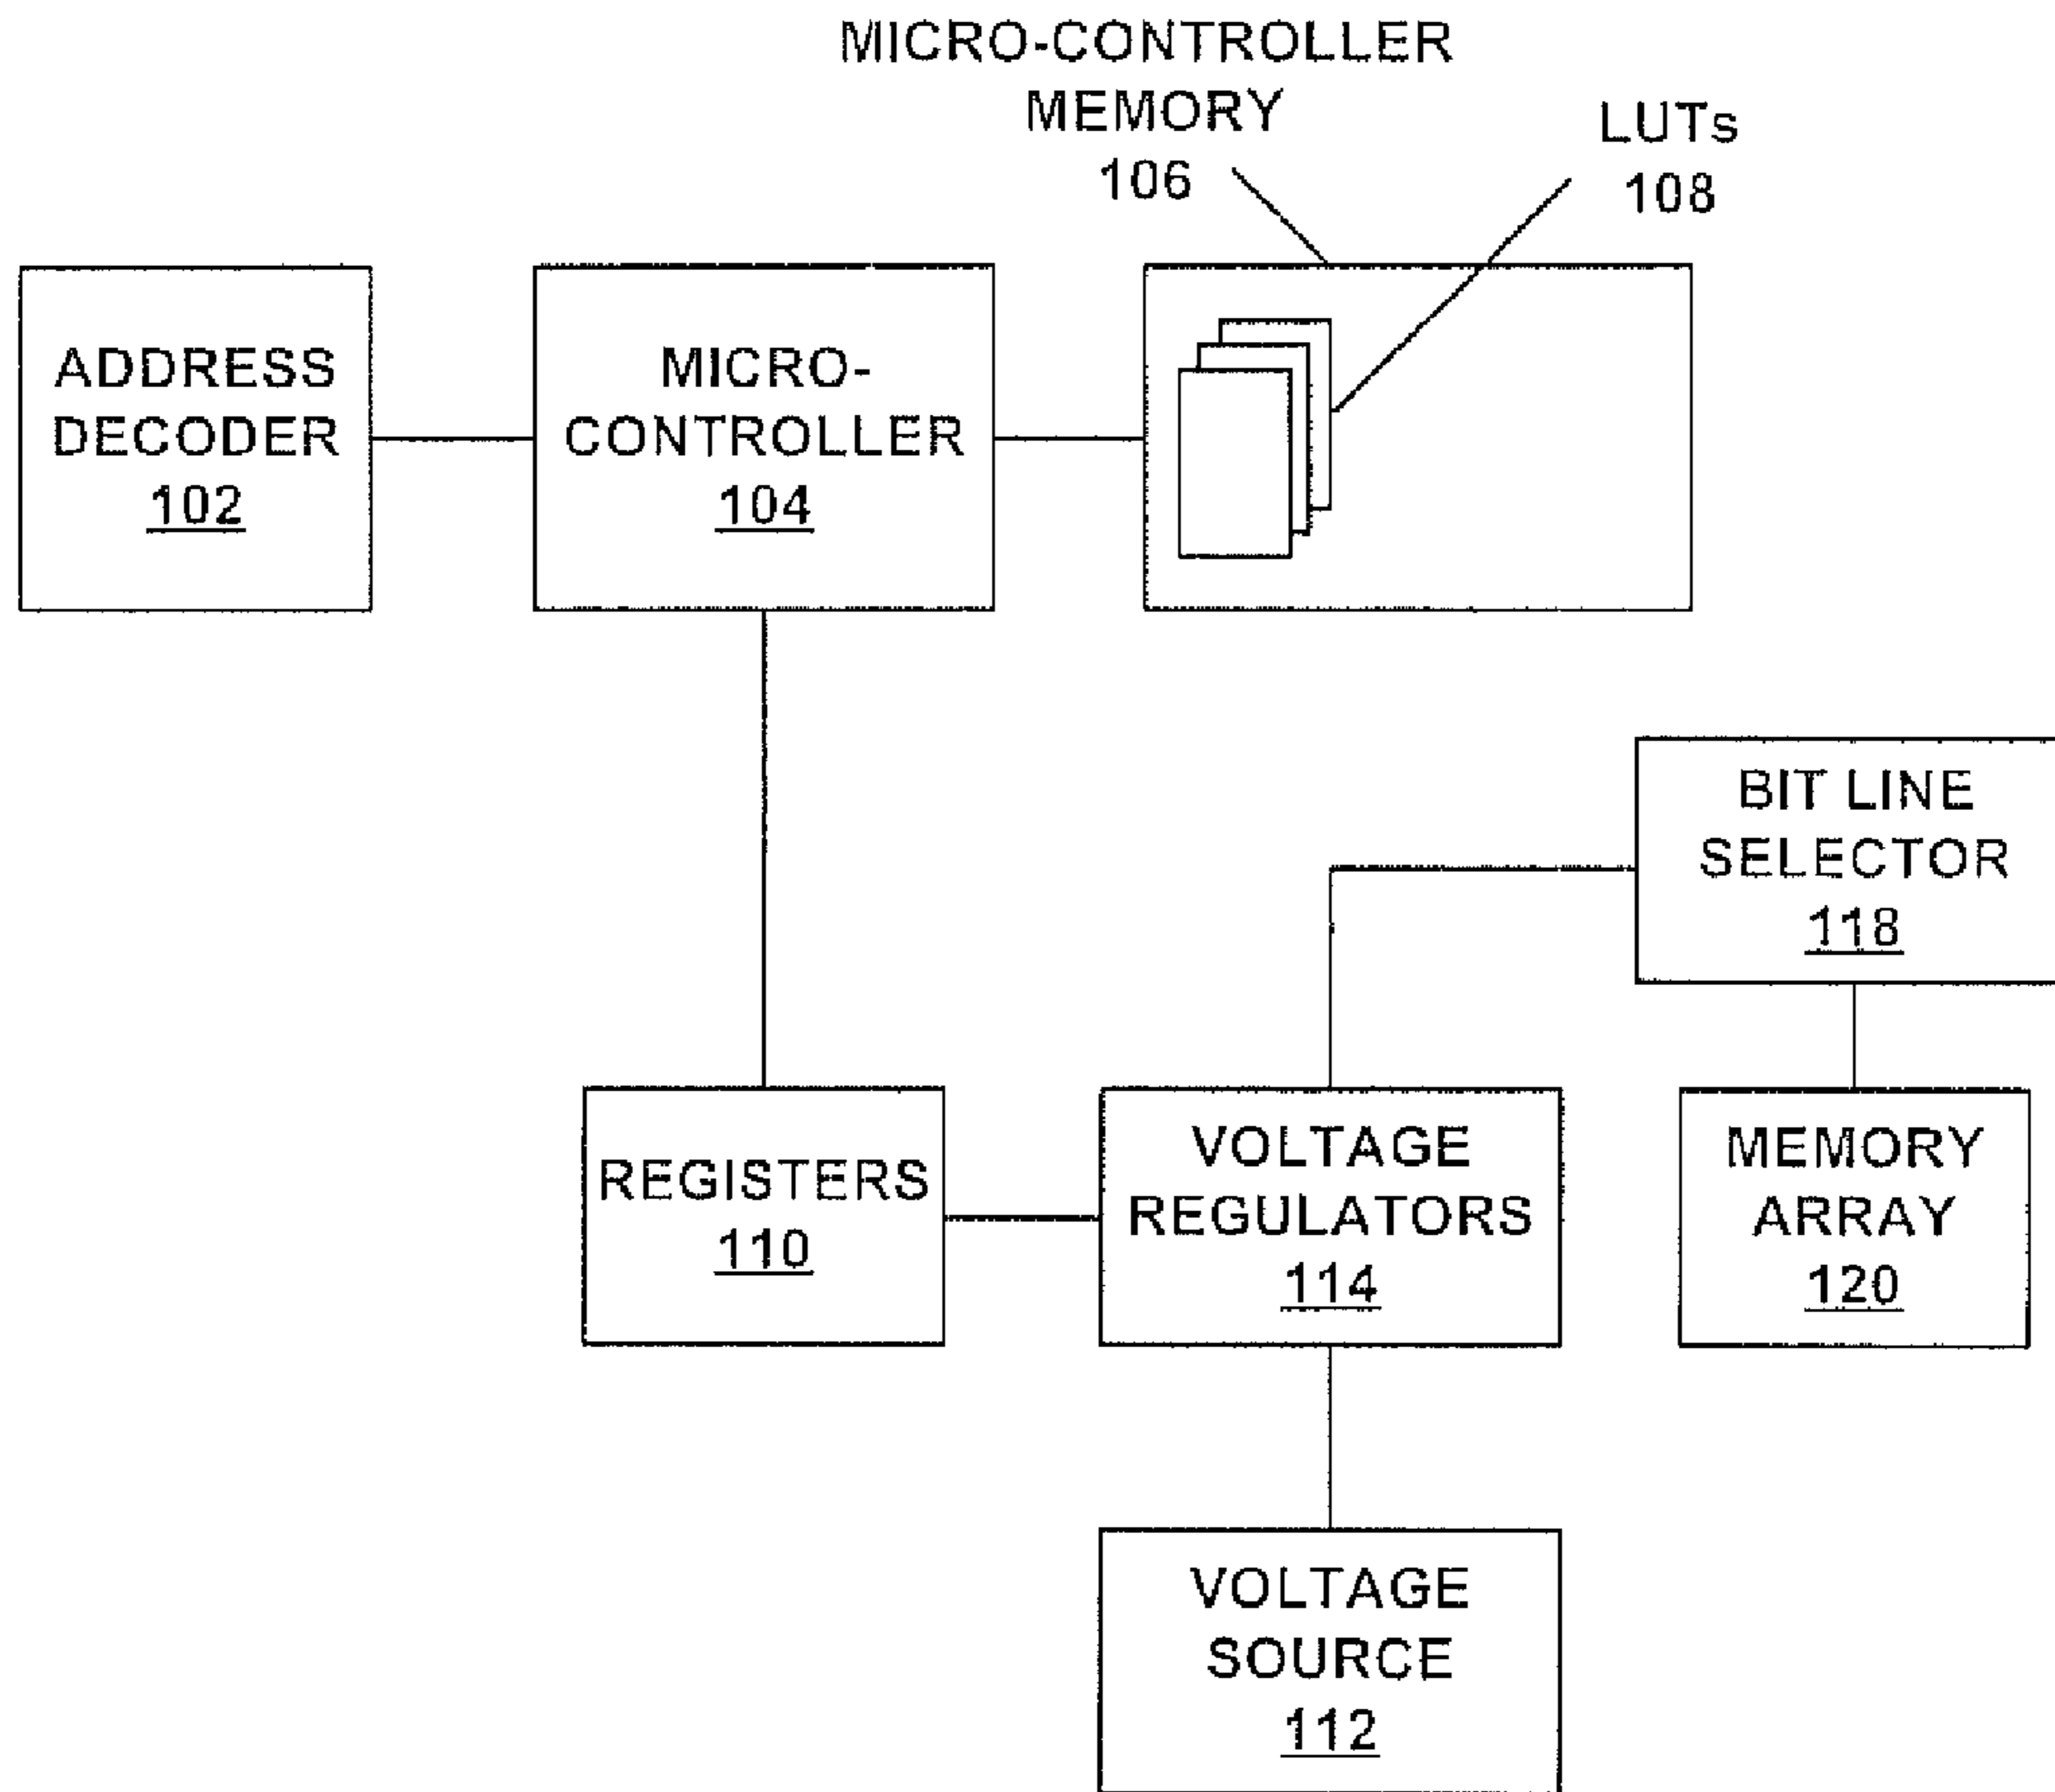 MICRO-CONTROLLER
MEMORY
106
LUTs
108
ADDRESS
DECODER
102
MICRO-
CONTROLLER
104
BIT LINE
SELECTOR
118
REGISTERS
110
VOLTAGE
REGULATORS
114
MEMORY
ARRAY
120
VOLTAGE
SOURCE
112